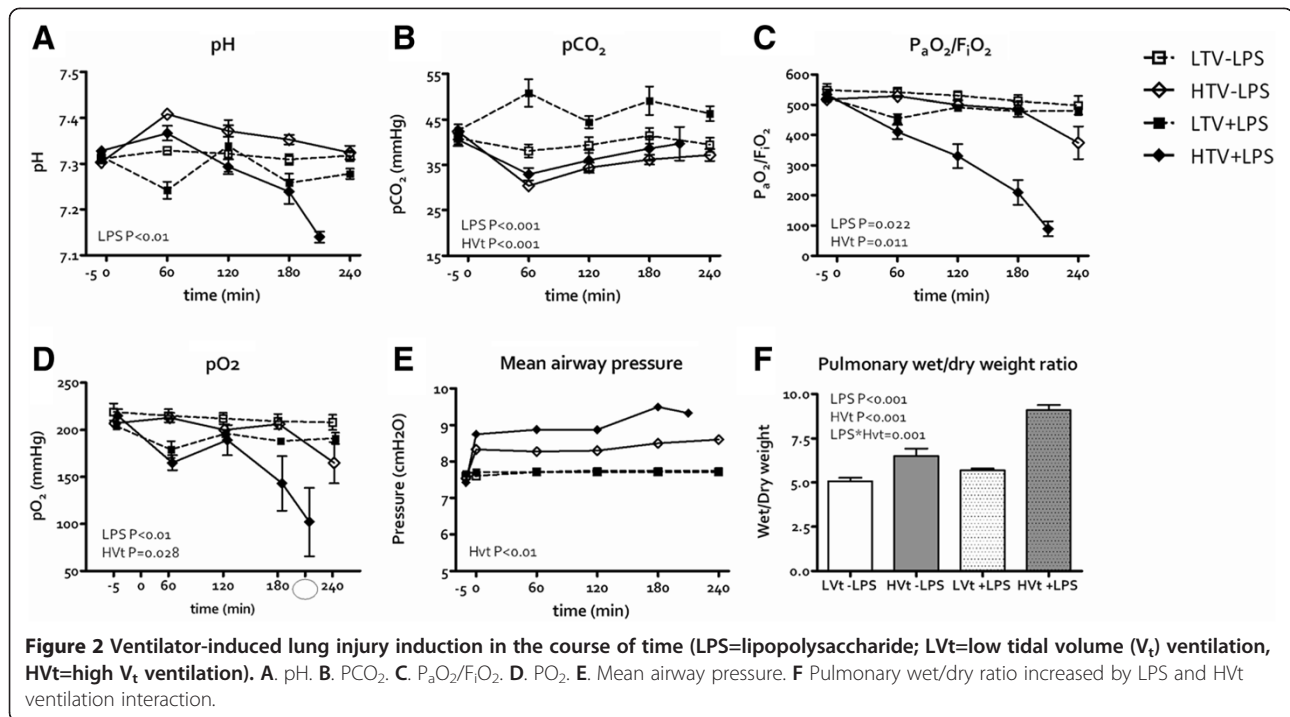 A
pH
7.5
7.4
7.3
7.2
7.1
pH
LPS P<0.01
-5 0 60 120 180 240
time (min)
B
pCO₂
55
45
35
25
15
pCO₂ (mmHg)
LPS P<0.001
HVt P<0.001
-5 0 60 120 180 240
time (min)
C
PₐO₂/FᵢO₂
600
500
400
300
200
100
0
PₐO₂/FᵢO₂
LPS P=0.022
HVt P=0.011
-5 0 60 120 180 240
time (min)
LTV-LPS
HTV-LPS
LTV+LPS
HTV+LPS
D
pO2
250
200
150
100
50
pO₂ (mmHg)
LPS P<0.01
HVt P=0.028
-5 0 60 120 180 240
time (min)
E
Mean airway pressure
10
9
8
7
6
5
Pressure (cmH2O)
Hvt P<0.01
-5 0 60 120 180 240
time (min)
F
Pulmonary wet/dry weight ratio
10.0
7.5
5.0
2.5
0.0
Wet/Dry weight
LPS P<0.001
HVt P<0.001
LPS*Hvt=0.001
LVt -LPS HVt -LPS LVt +LPS HVt +LPS
Figure 2 Ventilator-induced lung injury induction in the course of time (LPS=lipopolysaccharide; LVt=low tidal volume (Vₜ) ventilation,
HVt=high Vₜ ventilation). A. pH. B. PCO₂. C. PₐO₂/FᵢO₂. D. PO₂. E. Mean airway pressure. F Pulmonary wet/dry ratio increased by LPS and HVt
ventilation interaction.